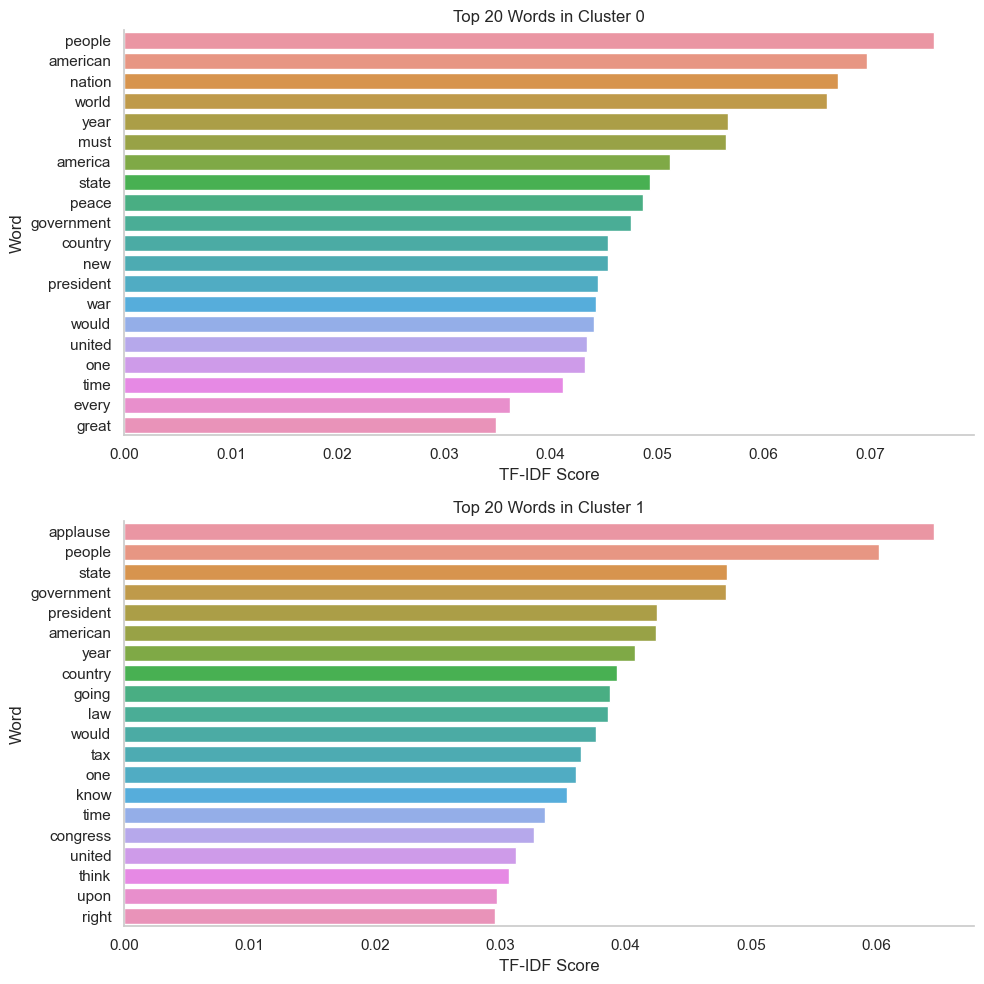 Top 20 Words in Cluster 0
people
american
nation
world
year
must
america
state
peace
government
country
new
president
war
would
united
one
time
every
great
Word
0.00 0.01 0.02 0.03 0.04 0.05 0.06 0.07
TF-IDF Score
Top 20 Words in Cluster 1
applause
people
state
government
president
american
year
country
going
law
would
tax
one
know
time
congress
united
think
upon
right
Word
0.00 0.01 0.02 0.03 0.04 0.05 0.06
TF-IDF Score